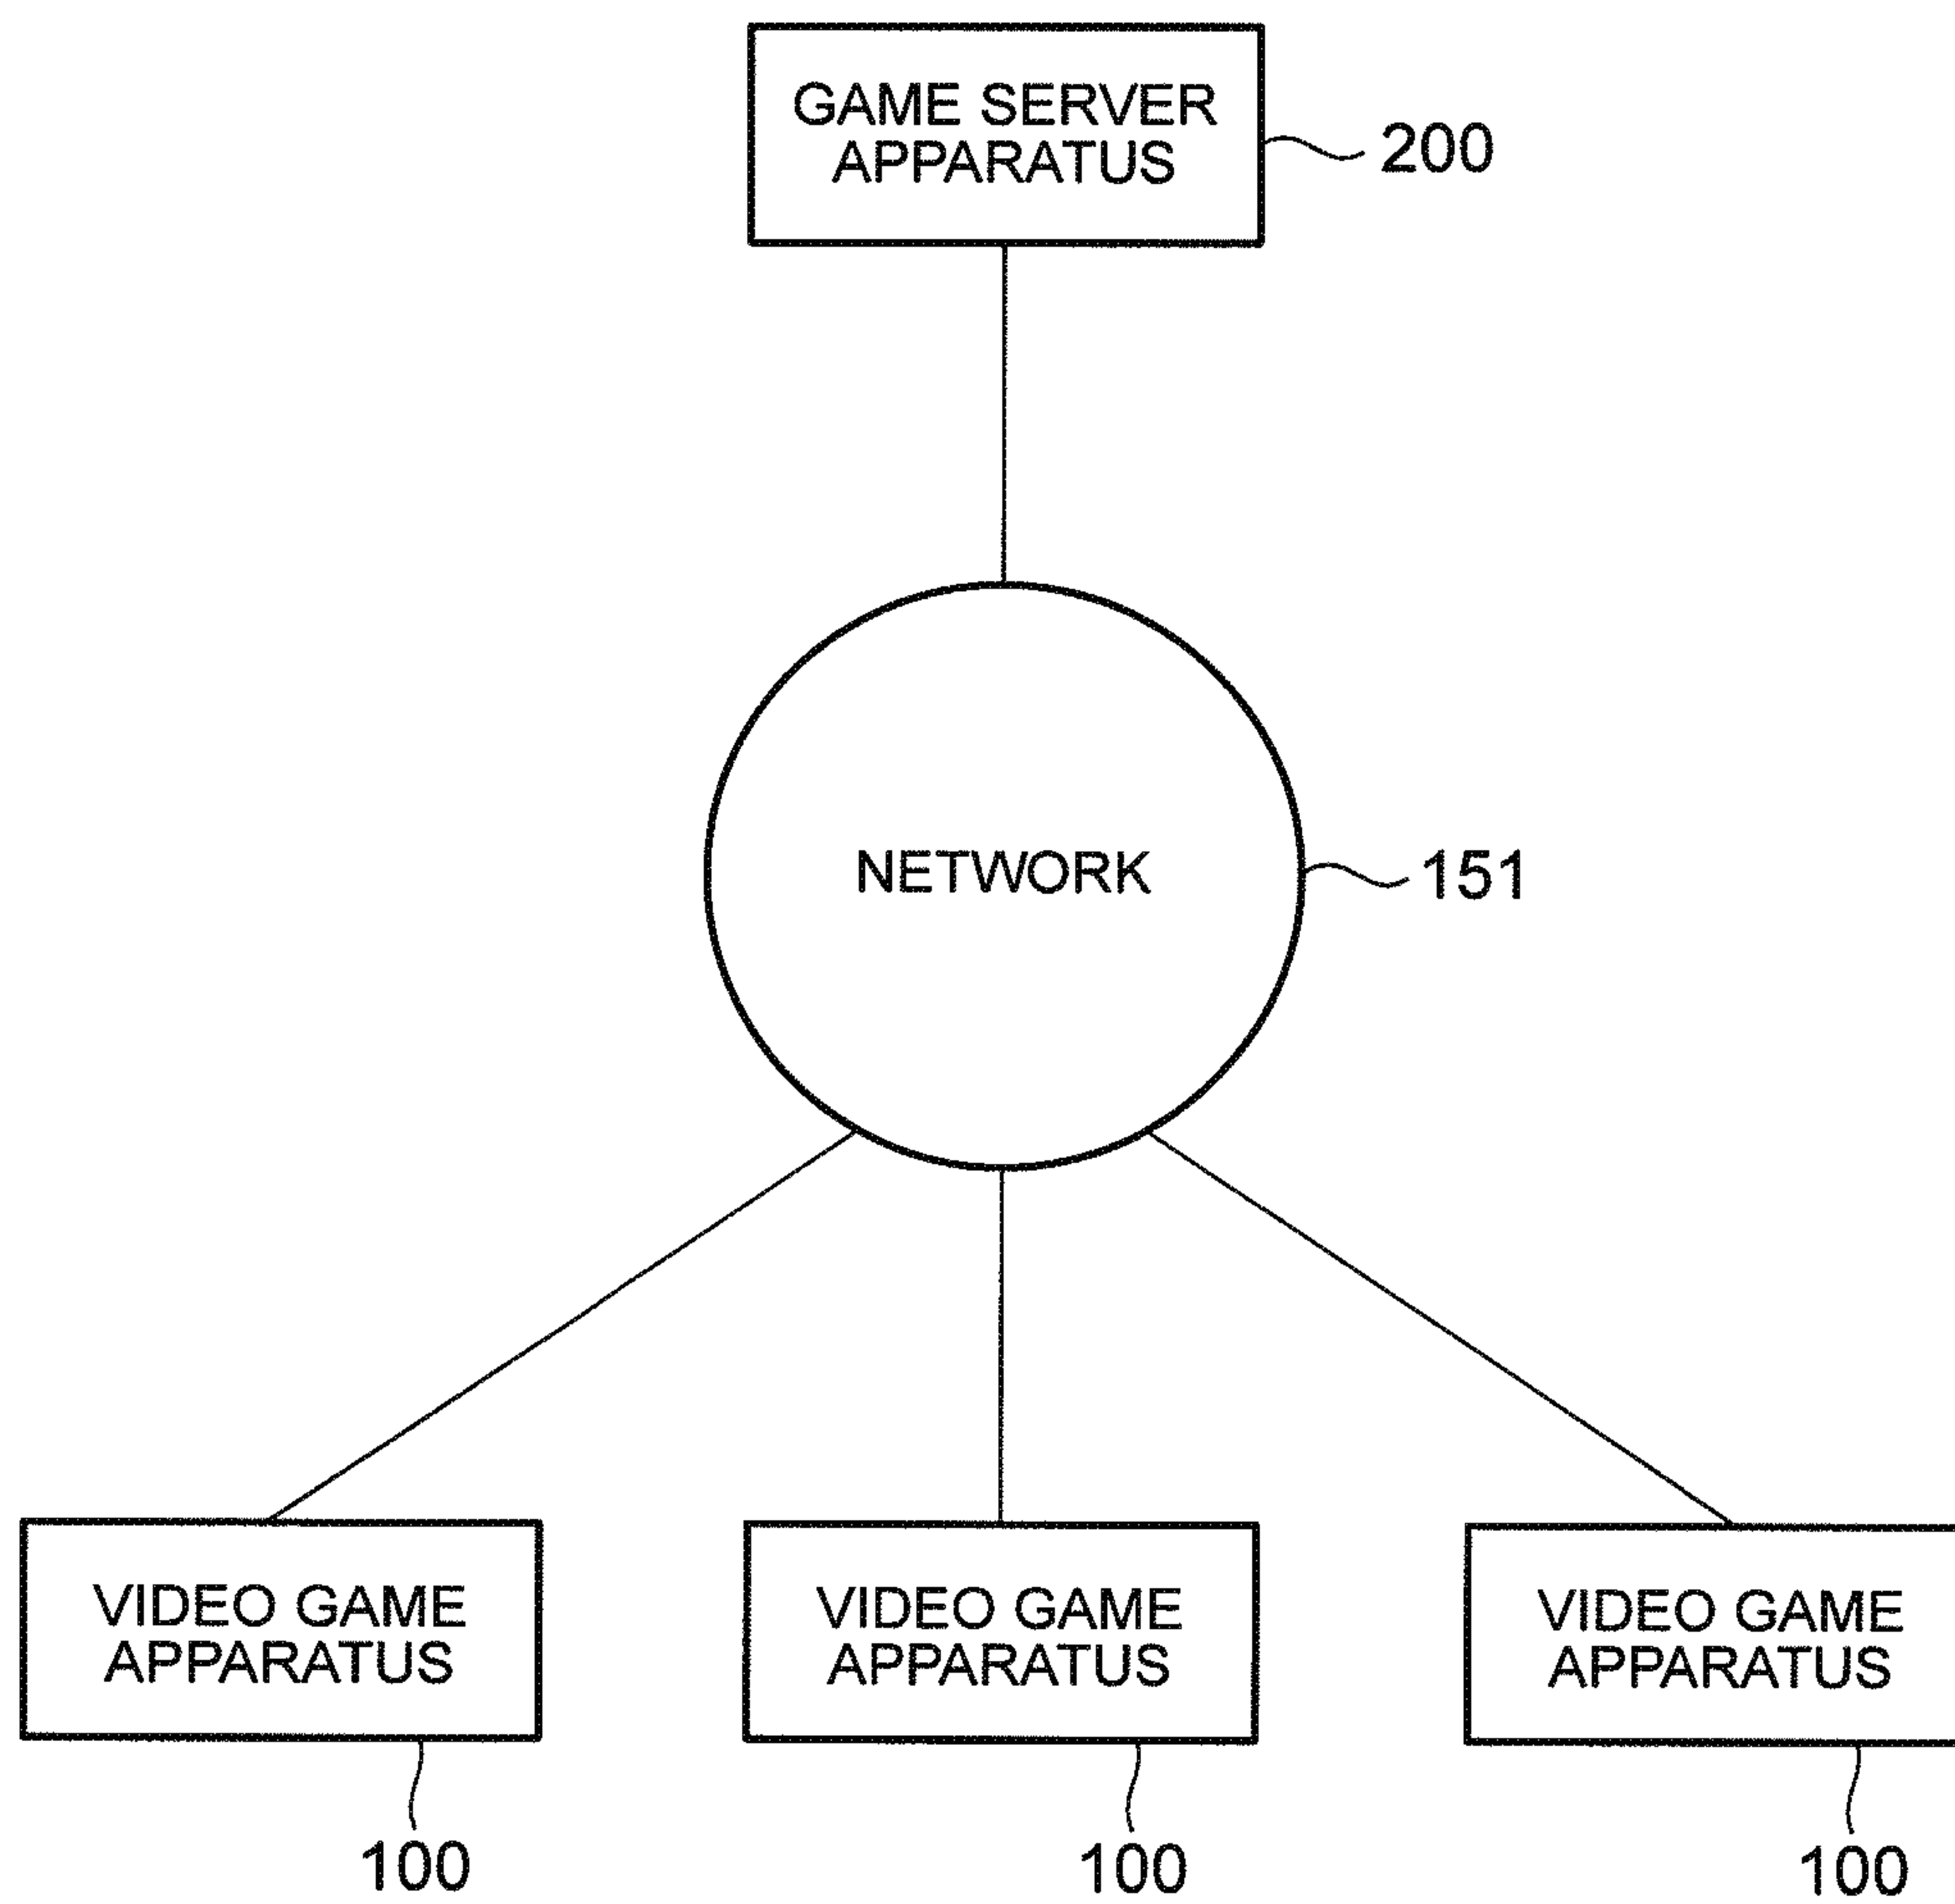 GAME SERVER
APPARATUS
200
NETWORK
151
VIDEO GAME
APPARATUS
VIDEO GAME
APPARATUS
VIDEO GAME
APPARATUS
100
100
100